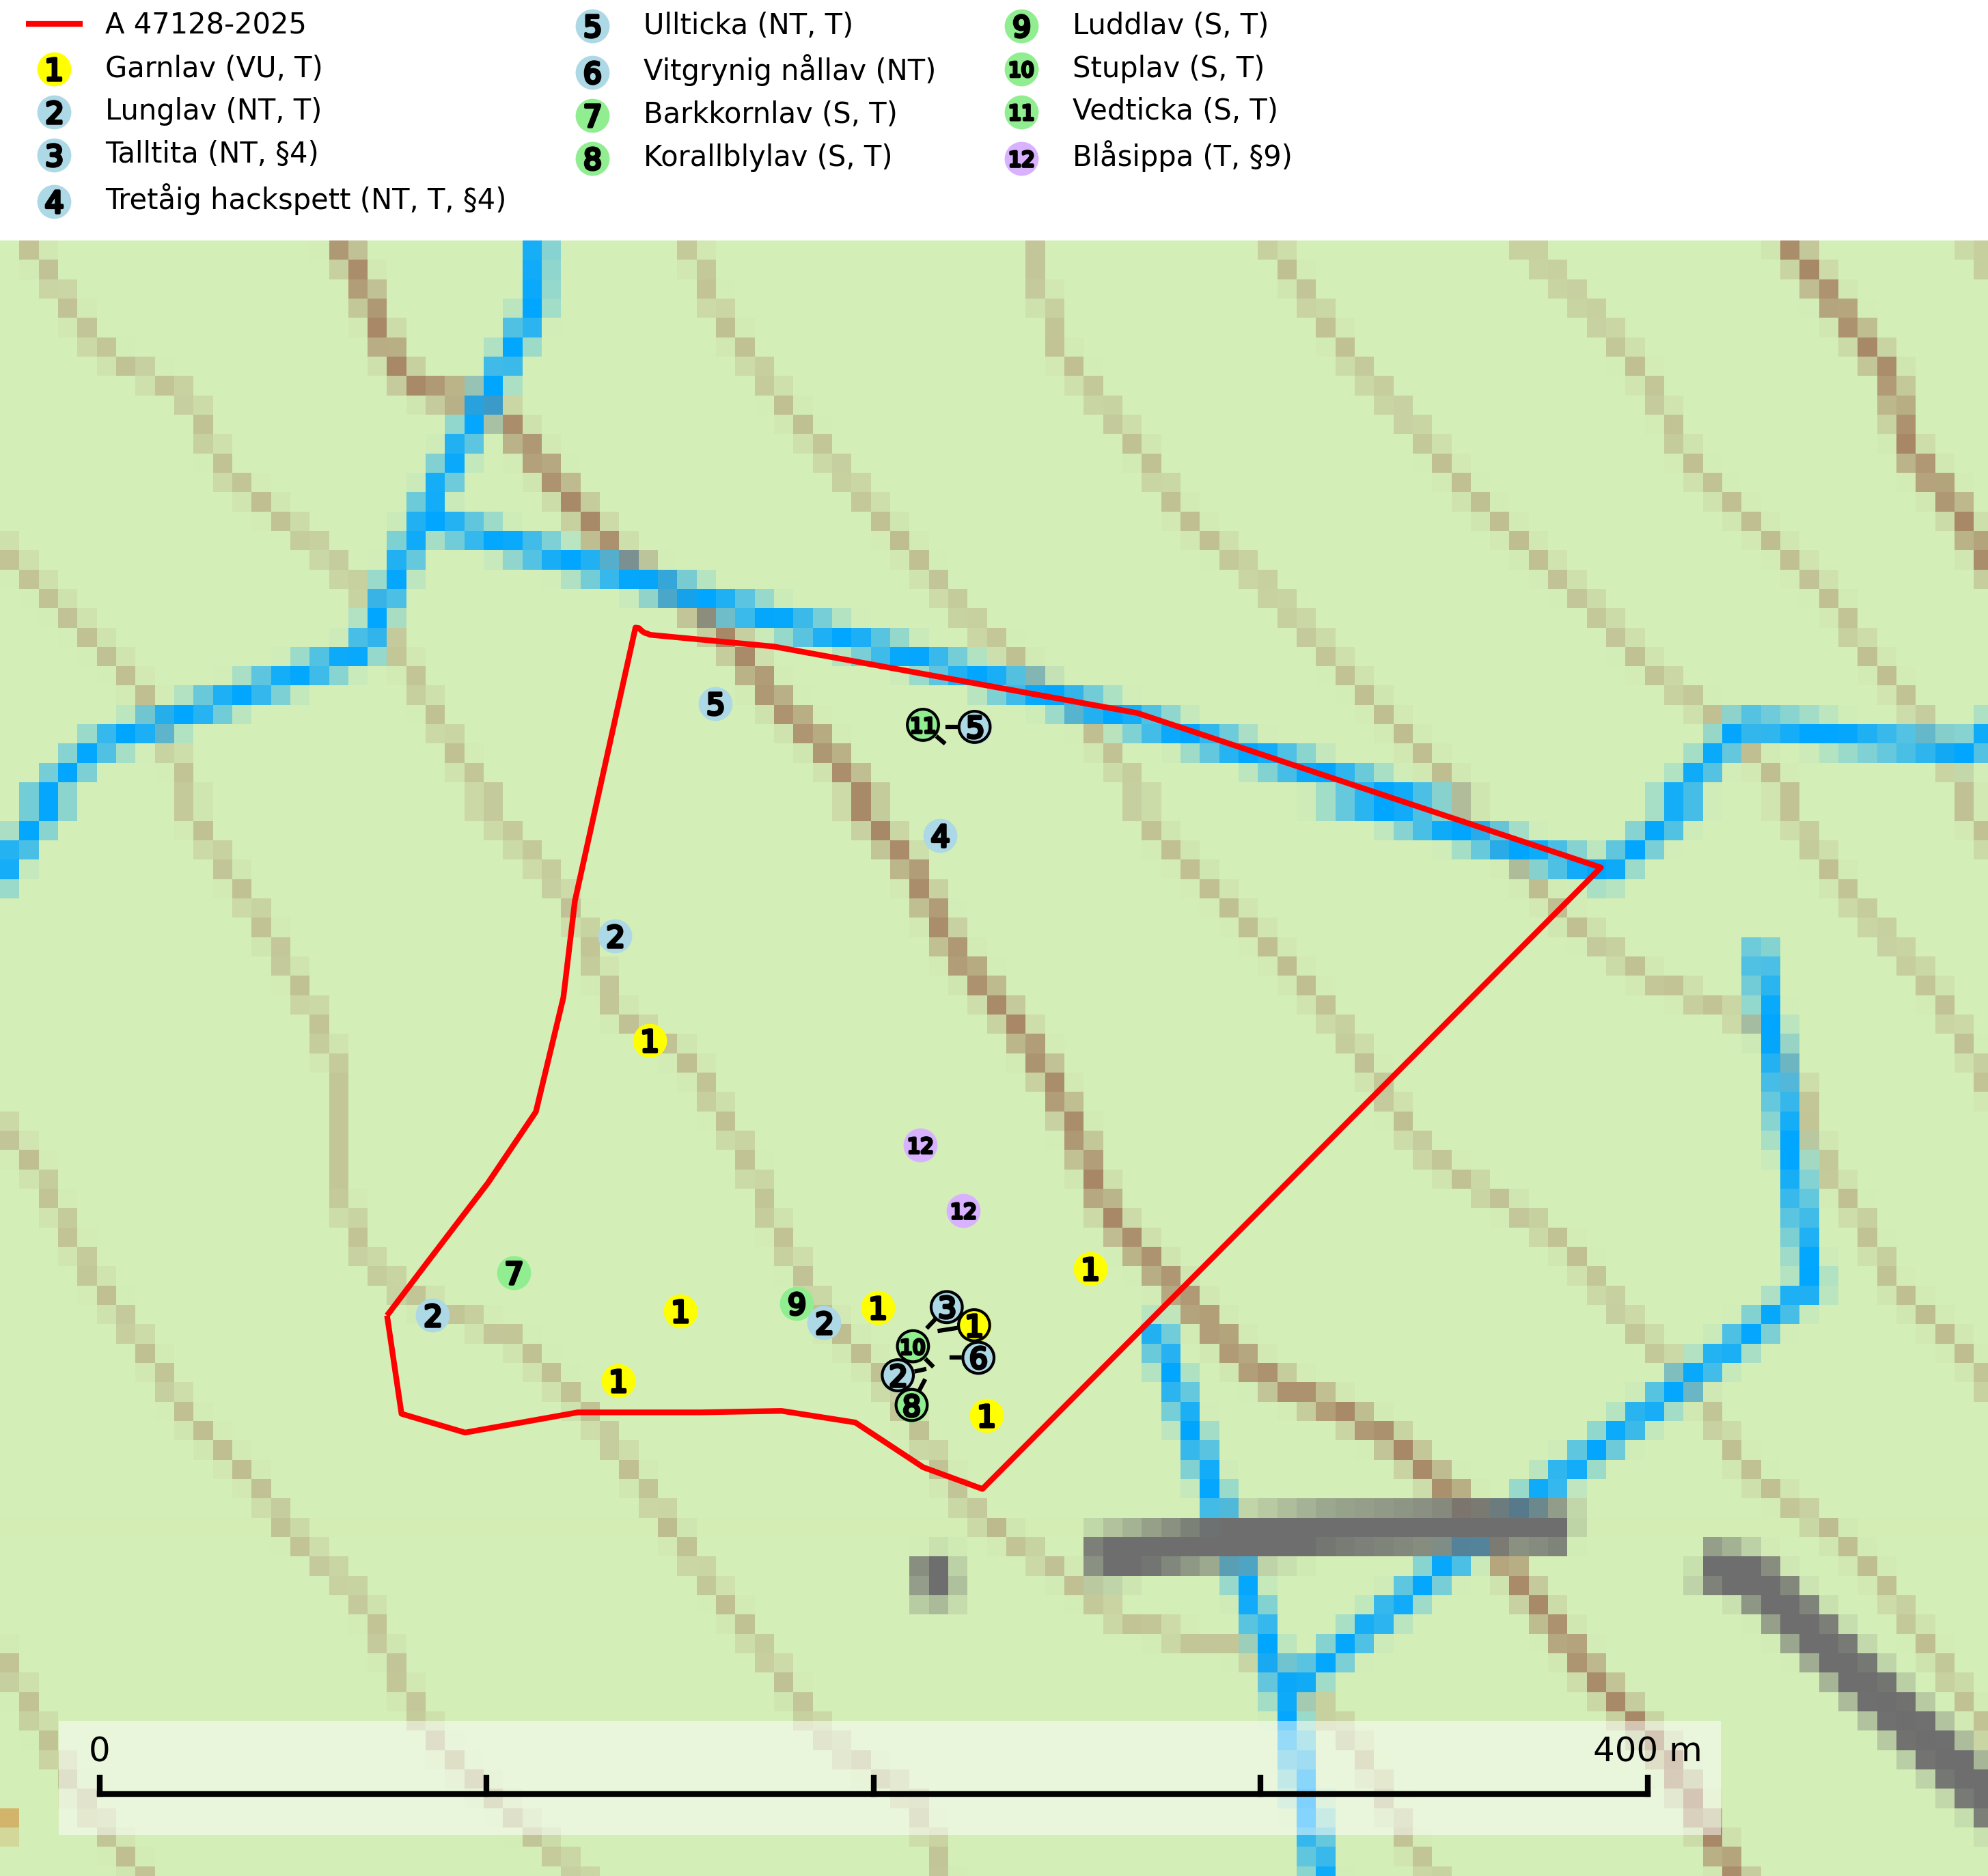 A 47128-2025
1 Garnlav (VU, T)
2 Lunglav (NT, T)
3 Talltita (NT, §4)
4 Tretåig hackspett (NT, T, §4)
5 Ullticka (NT, T)
6 Vitgrynig nållav (NT)
7 Barkkornlav (S, T)
8 Korallblylav (S, T)
9 Luddlav (S, T)
10 Stuplav (S, T)
11 Vedticka (S, T)
12 Blåsippa (T, §9)
5
11 5
4
2
1
12
12
7
1
2
1
9
2
1
3
1
10
6
2
8
1
1
0 400 m